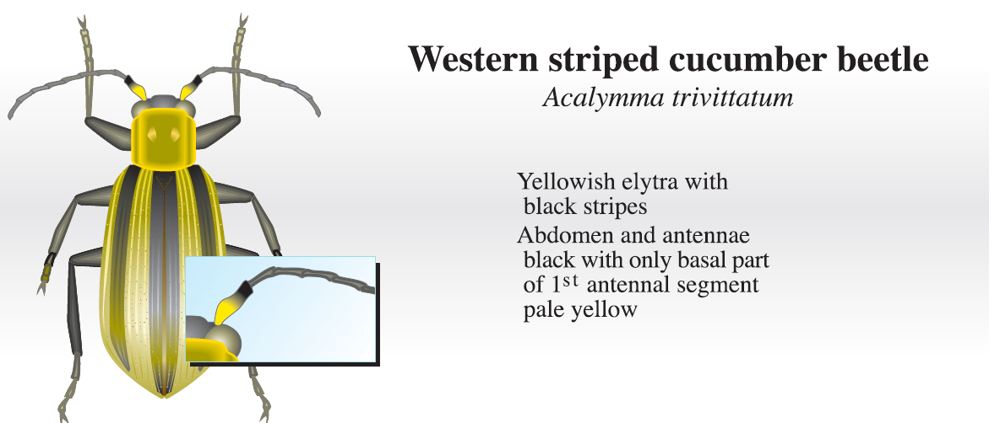 Western striped cucumber beetle
Acalymma trivittatum
Yellowish elytra with
black stripes
Abdomen and antennae
black with only basal part
of 1st antennal segment
pale yellow